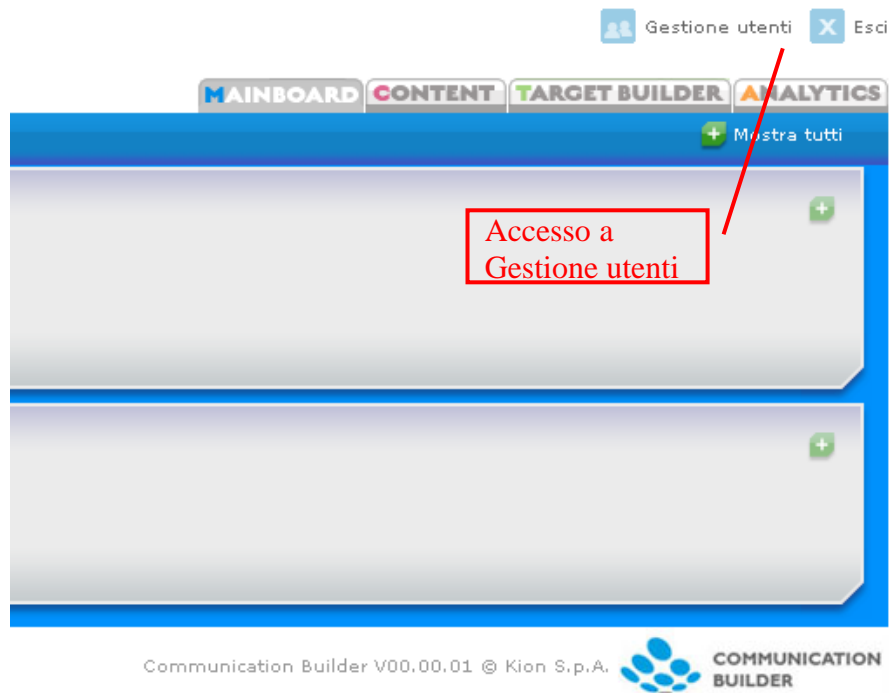 Gestione utenti X Esci
MAINBOARD CONTENT TARGET BUILDER ANALYTICS
Mostra tutti
Accesso a
Gestione utenti
Communication Builder V00.00.01 @ Kion S.p.A.
COMMUNICATION
BUILDER